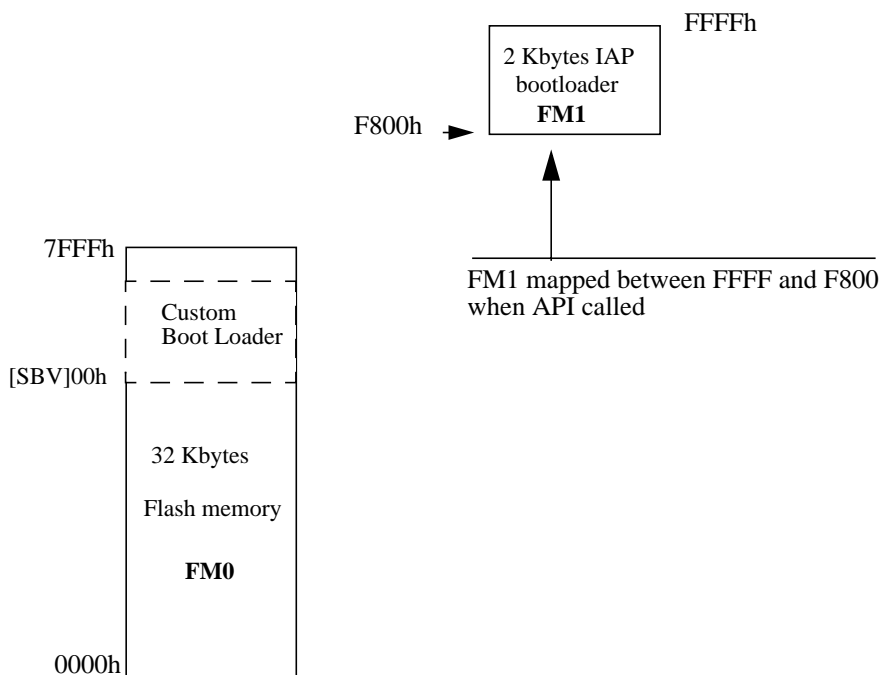 FFFFh
2 Kbytes IAP
bootloader
FM1
F800h
7FFFh
FM1 mapped between FFFF and F800
when API called
Custom
Boot Loader
[SBV]00h
32 Kbytes
Flash memory
FM0
0000h